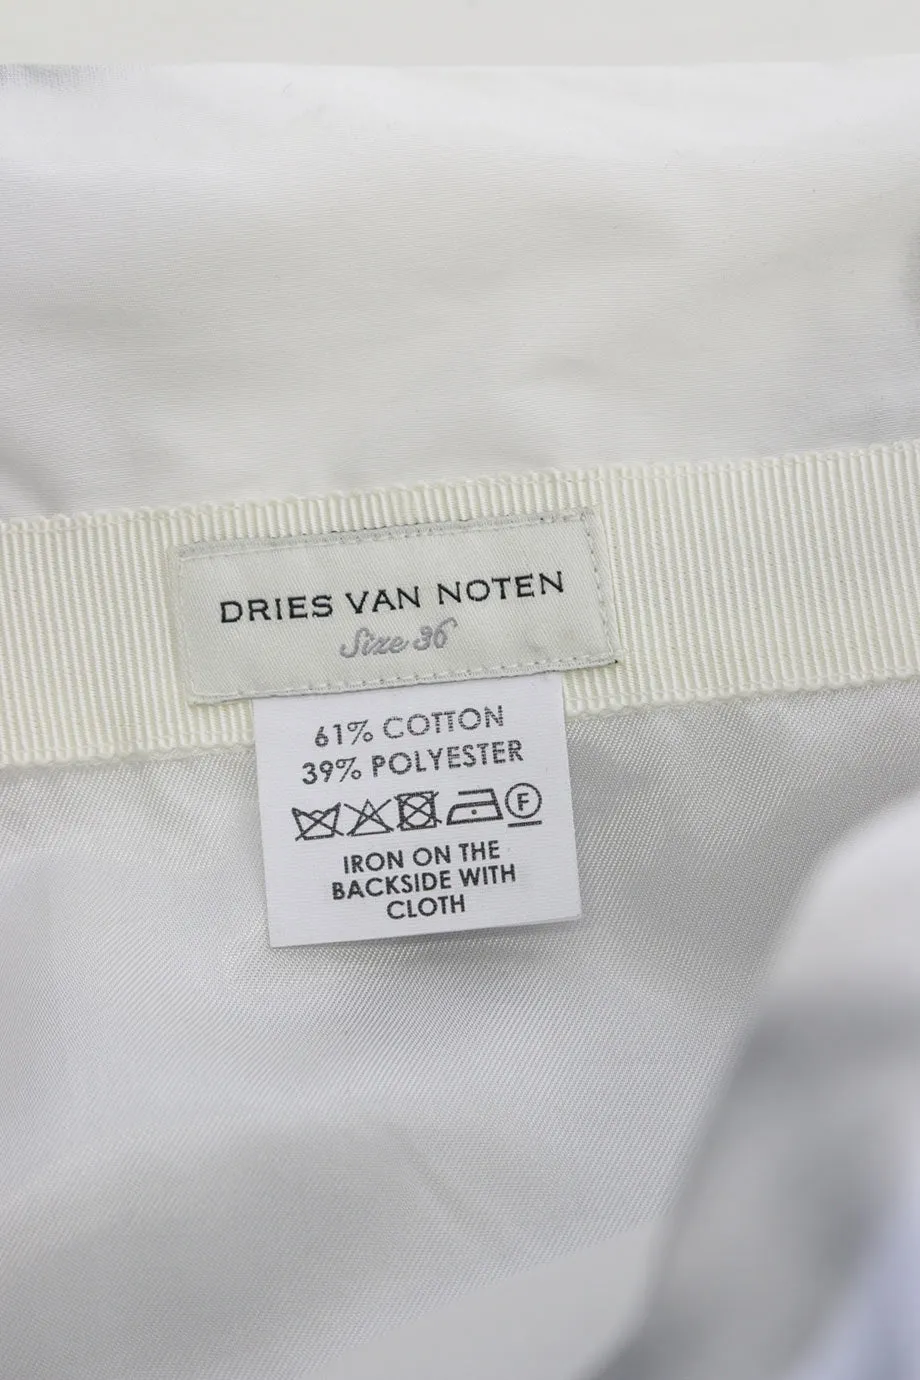 DRIES VAN NOTEN
Size 36
61% COTTON
39% POLYESTER
F
IRON ON THE
BACKSIDE WITH
CLOTH